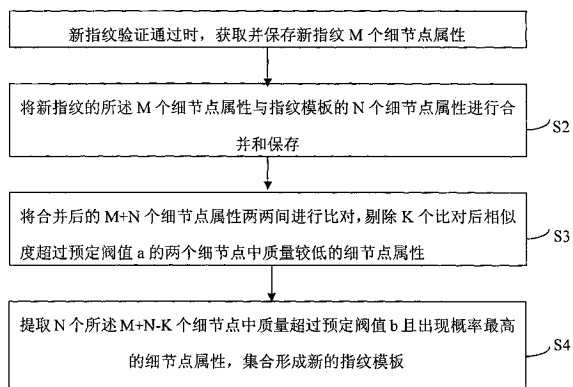 新指纹验证通过时，获取并保存新指纹 M 个细节点属性
将新指纹的所述 M 个细节点属性与指纹模板的 N 个细节点属性进行合
并和保存
S2
将合并后的 M+N 个细节点属性两两间进行比对，剔除 K 个比对后相似
度超过预定阀值 a 的两个细节点中质量较低的细节点属性
S3
提取 N 个所述 M+N-K 个细节点中质量超过预定阀值 b 且出现概率最高
的细节点属性，集合形成新的指纹模板
S4